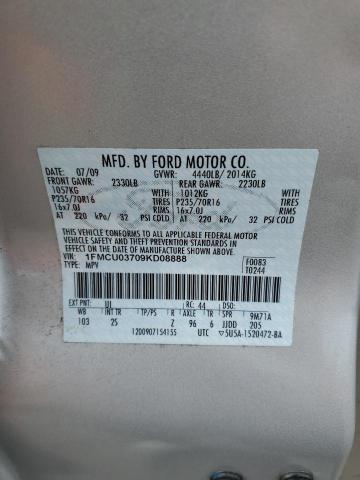 MFD. BY FORD MOTOR CO.
DATE: 07/09 GVWR: 4440LB/ 2014KG
FRONT GAWR: 2330LB REAR GAWR: 2230LB
1057KG WITH 1012KG WITH
P235/70R16 TIRES P235/70R16 TIRES
16x7.0J RIMS 16x7.0J RIMS
AT 220 kPa/ 32 PSI COLD AT 220 kPa/ 32 PSI COLD
THIS VEHICLE CONFORMS TO ALL APPLICABLE FEDERAL MOTOR
VEHICLE SAFETY AND THEFT PREVENTION STANDARDS IN
EFFECT ON THE DATE OF MANUFACTURE SHOWN ABOVE.
VIN: 1FMCU03709KD08888 F0083
TYPE: MPV T0244
EXT PNT: UI RC: 44 DSO:
WB INT TR TP/PS R AXLE TR SPR 9M71A
103 25 Z 96 6 JJDD 205
1200907154155 UTC ▽5U5A-1520472-BA